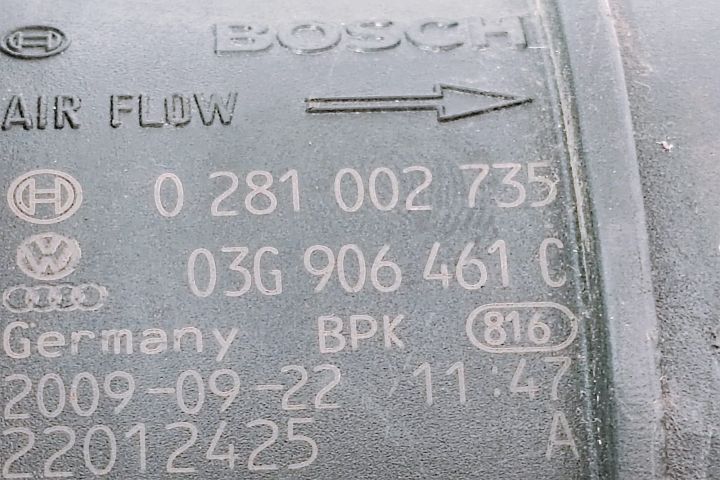 BOSCH
AIR FLOW
0 281 002 735
03G 906 461 C
Germany BPK 816
2009-09-22 11:47
22012425 A